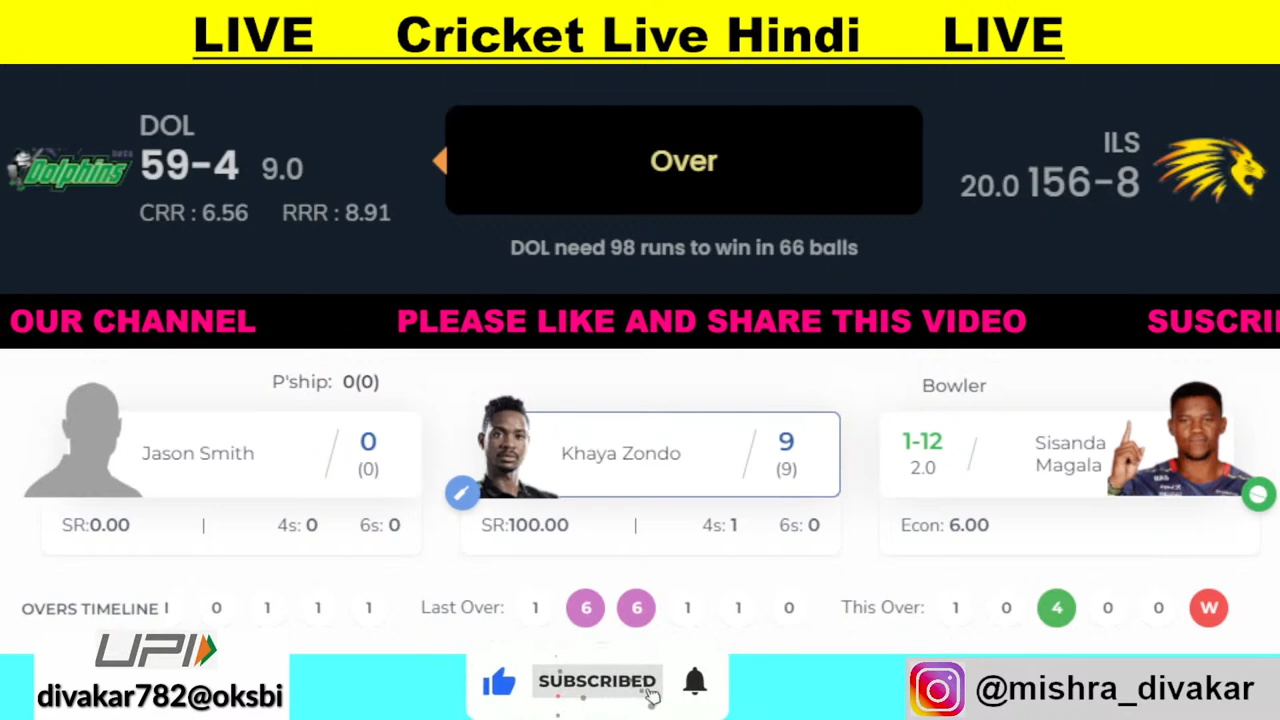 LIVE Cricket Live Hindi LIVE
DOL
Dolphins
59-4 9.0
CRR : 6.56 RRR : 8.91
Over
DOL need 98 runs to win in 66 balls
ILS
20.0 156-8
OUR CHANNEL PLEASE LIKE AND SHARE THIS VIDEO SUSCRI
P'ship: 0(0)
Jason Smith
0
(0)
SR:0.00 | 4s: 0 6s: 0
Khaya Zondo
9
(9)
SR:100.00 | 4s: 1 6s: 0
Bowler
1-12
2.0
Sisanda
Magala
Econ: 6.00
OVERS TIMELINE 0 1 1 1 Last Over: 1 6 6 1 1 0 This Over: 1 0 4 0 0 W
UPI
divakar782@oksbi
SUBSCRIBED
@mishra_divakar